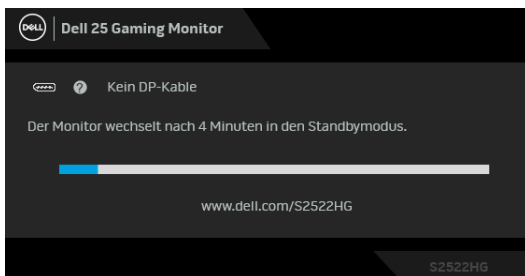 DELL
Dell 25 Gaming Monitor
? Kein DP-Kable
Der Monitor wechselt nach 4 Minuten in den Standbymodus.
www.dell.com/S2522HG
S2522HG